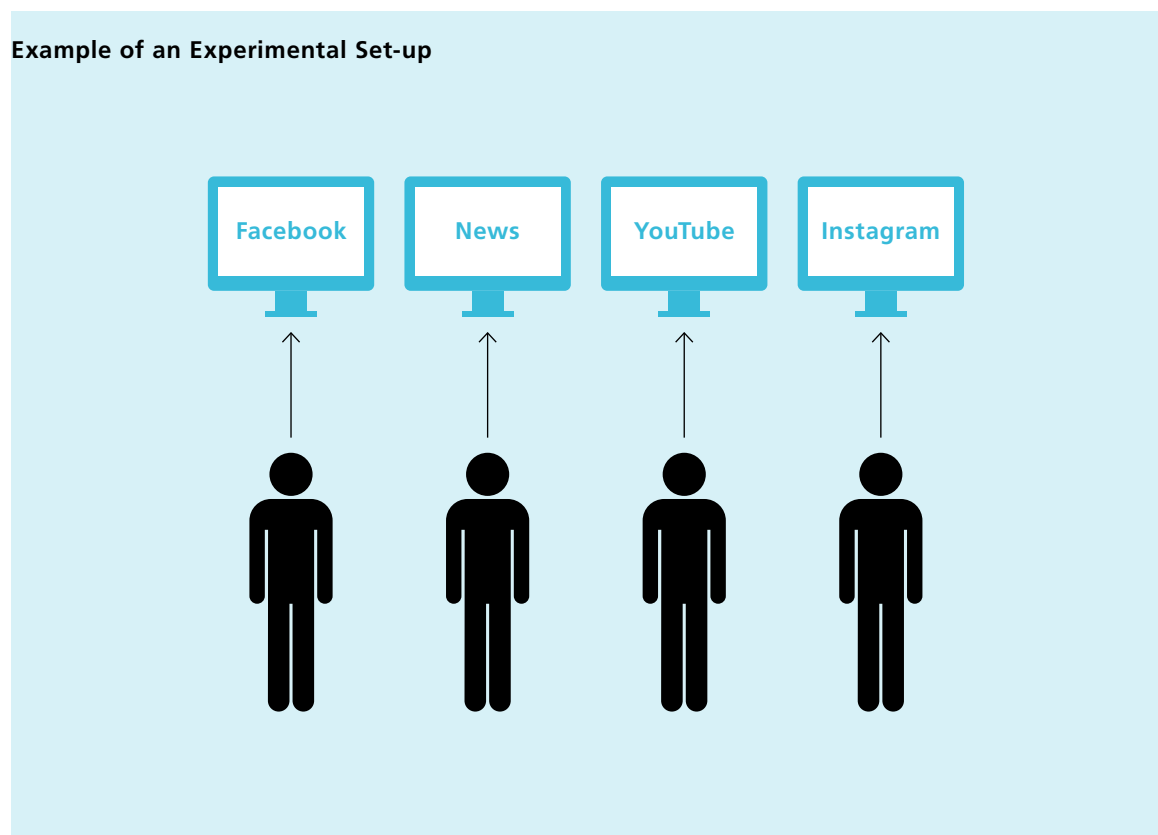 Example of an Experimental Set-up
Facebook
News
YouTube
Instagram